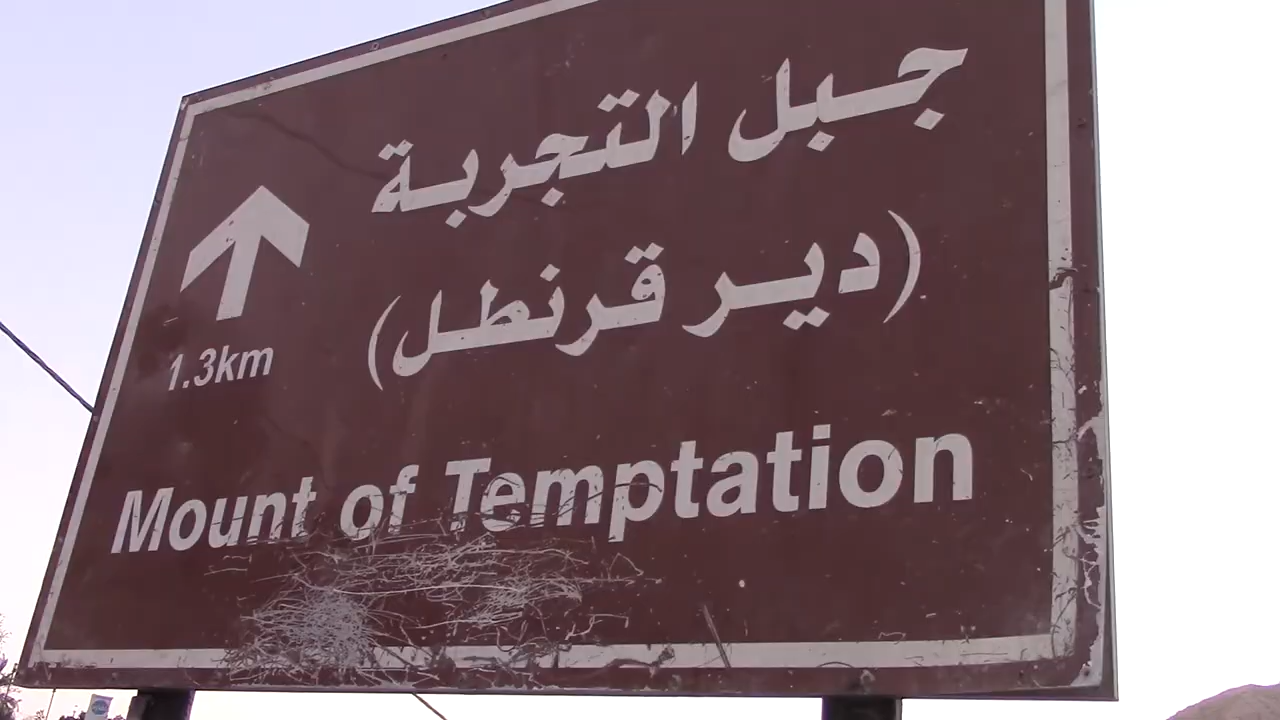 جبل التجربة
(دير قرنطل)
1.3km
Mount of Temptation